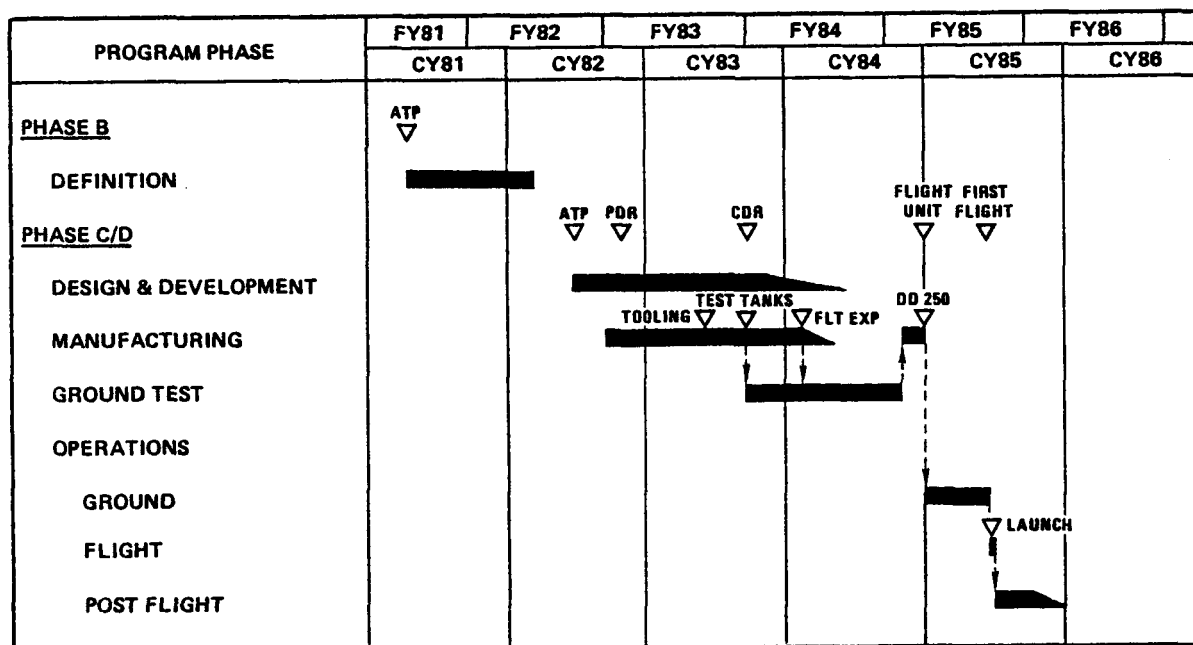 PROGRAM PHASE
FY81 FY82 FY83 FY84 FY85 FY86
CY81 CY82 CY83 CY84 CY85 CY86
ATP
PHASE B
DEFINITION
FLIGHT FIRST
ATP PDR CDR UNIT FLIGHT
PHASE C/D
DESIGN & DEVELOPMENT
TEST TANKS DD 250
TOOLING FLT EXP
MANUFACTURING
GROUND TEST
OPERATIONS
GROUND
LAUNCH
FLIGHT
POST FLIGHT